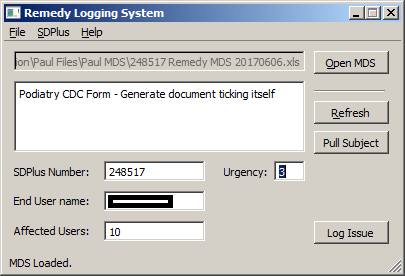 Remedy Logging System
File SDPlus Help
ion\Paul Files\Paul MDS\248517 Remedy MDS 20170606.xls
Open MDS
Podiatry CDC Form - Generate document ticking itself
Refresh
Pull Subject
SDPlus Number: 248517 Urgency: 3
End User name:
Affected Users: 10
Log Issue
MDS Loaded.